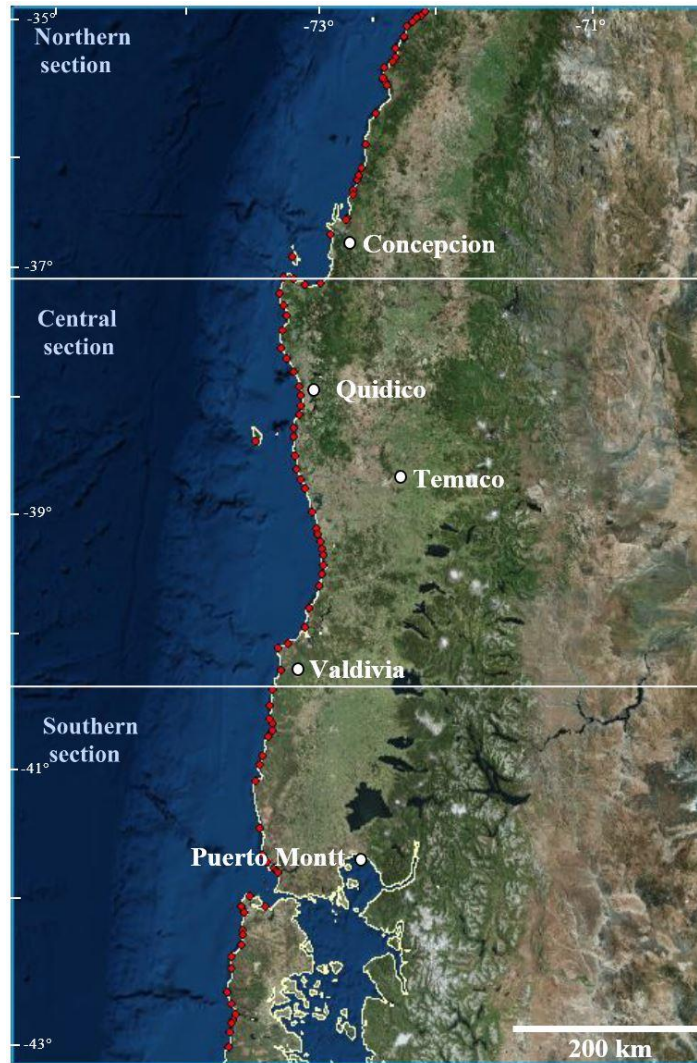 -35°
-73°
-71°
Northern
section
Concepcion
-37°
Central
section
Quidico
Temuco
-39°
Valdivia
Southern
section
-41°
Puerto Montt
-43°
200 km